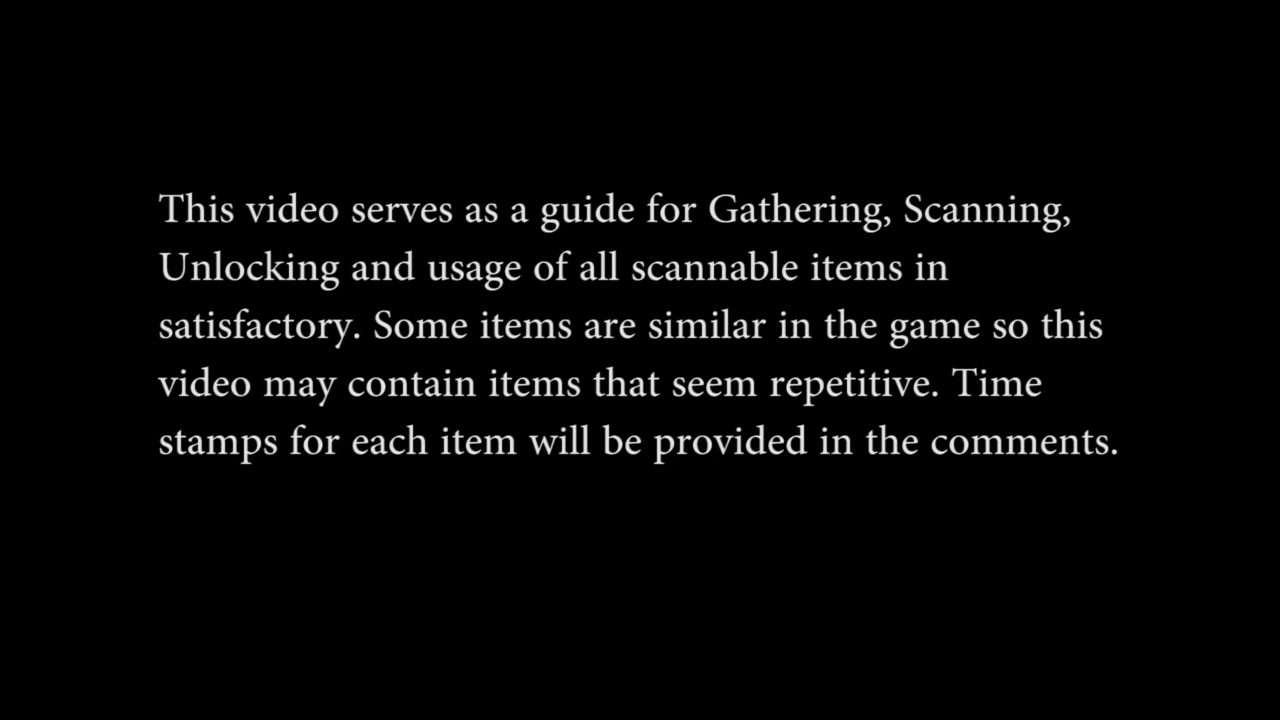 This video serves as a guide for Gathering, Scanning,
Unlocking and usage of all scannable items in
satisfactory. Some items are similar in the game so this
video may contain items that seem repetitive. Time
stamps for each item will be provided in the comments.